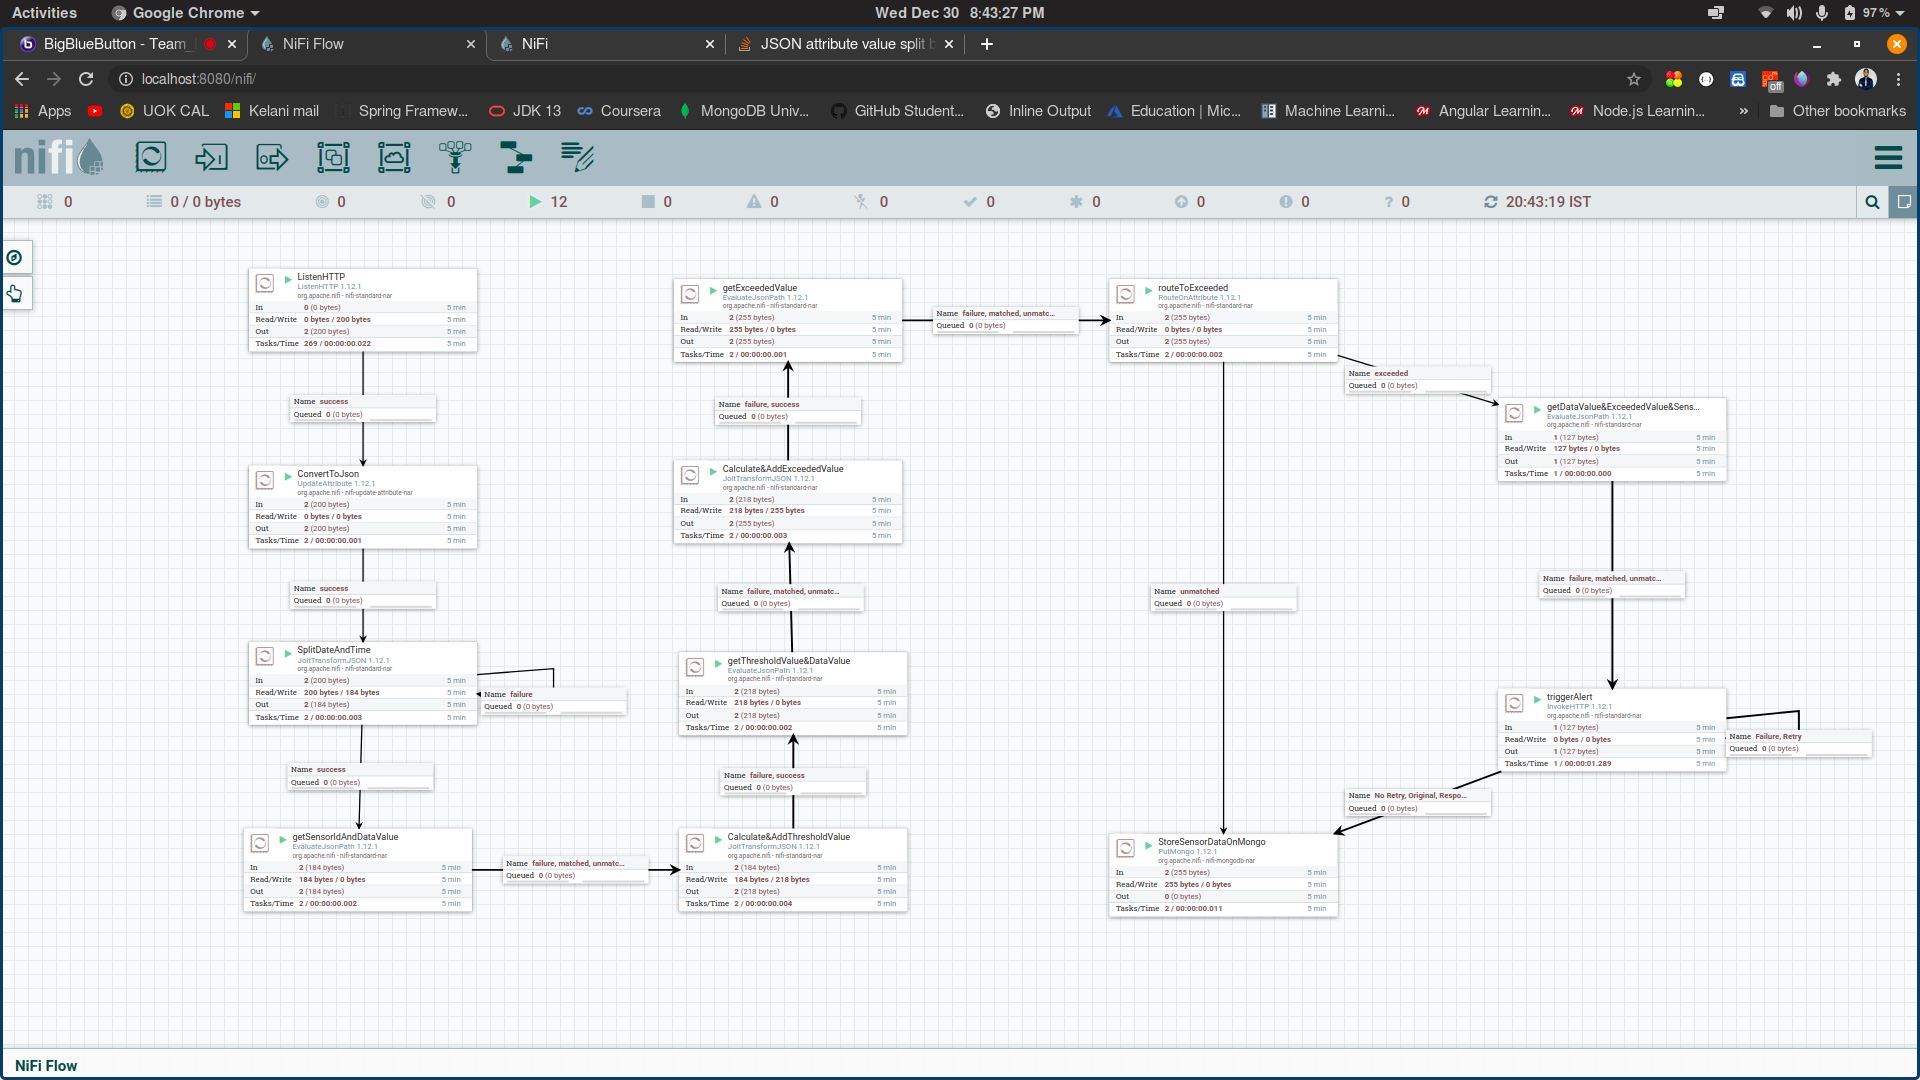 Activities
Google Chrome
Wed Dec 30 8:43:27 PM
97 %
BigBlueButton - Team_
NiFi Flow
NiFi
JSON attribute value split b
localhost:8080/nifi/
off
Apps
UOK CAL
Kelani mail
Spring Framew...
JDK 13
Coursera
MongoDB Univ...
GitHub Student...
Inline Output
Education | Mic...
Machine Learni...
Angular Learnin...
Node.js Learnin...
»
Other bookmarks
nifi
0
0 / 0 bytes
0
0
12
0
0
0
0
0
0
0
? 0
20:43:19 IST
ListenHTTP
ListenHTTP 1.12.1
org.apache.nifi - nifi-standard-nar
In 0 (0 bytes) 5 min
Read/Write 0 bytes / 200 bytes 5 min
Out 2 (200 bytes) 5 min
Tasks/Time 269 / 00:00:00.022 5 min
Name success
Queued 0 (0 bytes)
ConvertToJson
UpdateAttribute 1.12.1
org.apache.nifi - nifi-update-attribute-nar
In 2 (200 bytes) 5 min
Read/Write 0 bytes / 0 bytes 5 min
Out 2 (200 bytes) 5 min
Tasks/Time 2 / 00:00:00.001 5 min
Name success
Queued 0 (0 bytes)
SplitDateAndTime
JoltTransformJSON 1.12.1
org.apache.nifi - nifi-standard-nar
In 2 (200 bytes) 5 min
Read/Write 200 bytes / 184 bytes 5 min
Out 2 (184 bytes) 5 min
Tasks/Time 2 / 00:00:00.003 5 min
Name failure
Queued 0 (0 bytes)
Name success
Queued 0 (0 bytes)
getSensorIdAndDataValue
EvaluateJsonPath 1.12.1
org.apache.nifi - nifi-standard-nar
In 2 (184 bytes) 5 min
Read/Write 184 bytes / 0 bytes 5 min
Out 2 (184 bytes) 5 min
Tasks/Time 2 / 00:00:00.002 5 min
Name failure, matched, unmatc...
Queued 0 (0 bytes)
Calculate&AddThresholdValue
JoltTransformJSON 1.12.1
org.apache.nifi - nifi-standard-nar
In 2 (184 bytes) 5 min
Read/Write 184 bytes / 218 bytes 5 min
Out 2 (218 bytes) 5 min
Tasks/Time 2 / 00:00:00.004 5 min
Name failure, success
Queued 0 (0 bytes)
getThresholdValue&DataValue
EvaluateJsonPath 1.12.1
org.apache.nifi - nifi-standard-nar
In 2 (218 bytes) 5 min
Read/Write 218 bytes / 0 bytes 5 min
Out 2 (218 bytes) 5 min
Tasks/Time 2 / 00:00:00.002 5 min
Name failure, matched, unmatc...
Queued 0 (0 bytes)
Calculate&AddExceededValue
JoltTransformJSON 1.12.1
org.apache.nifi - nifi-standard-nar
In 2 (218 bytes) 5 min
Read/Write 218 bytes / 255 bytes 5 min
Out 2 (255 bytes) 5 min
Tasks/Time 2 / 00:00:00.003 5 min
Name failure, success
Queued 0 (0 bytes)
getExceededValue
EvaluateJsonPath 1.12.1
org.apache.nifi - nifi-standard-nar
In 2 (255 bytes) 5 min
Read/Write 255 bytes / 0 bytes 5 min
Out 2 (255 bytes) 5 min
Tasks/Time 2 / 00:00:00.001 5 min
Name failure, matched, unmatc...
Queued 0 (0 bytes)
routeToExceeded
RouteOnAttribute 1.12.1
org.apache.nifi - nifi-standard-nar
In 2 (255 bytes) 5 min
Read/Write 0 bytes / 0 bytes 5 min
Out 2 (255 bytes) 5 min
Tasks/Time 2 / 00:00:00.002 5 min
Name exceeded
Queued 0 (0 bytes)
getDataValue&ExceededValue&Sens...
EvaluateJsonPath 1.12.1
org.apache.nifi - nifi-standard-nar
In 1 (127 bytes) 5 min
Read/Write 127 bytes / 0 bytes 5 min
Out 1 (127 bytes) 5 min
Tasks/Time 1 / 00:00:00.000 5 min
Name failure, matched, unmatc...
Queued 0 (0 bytes)
Name unmatched
Queued 0 (0 bytes)
triggerAlert
InvokeHTTP 1.12.1
org.apache.nifi - nifi-standard-nar
In 1 (127 bytes) 5 min
Read/Write 0 bytes / 0 bytes 5 min
Out 1 (127 bytes) 5 min
Tasks/Time 1 / 00:00:01.289 5 min
Name Failure, Retry
Queued 0 (0 bytes)
Name No Retry, Original, Respo...
Queued 0 (0 bytes)
StoreSensorDataOnMongo
PutMongo 1.12.1
org.apache.nifi - nifi-mongodb-nar
In 2 (255 bytes) 5 min
Read/Write 255 bytes / 0 bytes 5 min
Out 0 (0 bytes) 5 min
Tasks/Time 2 / 00:00:00.011 5 min
NiFi Flow